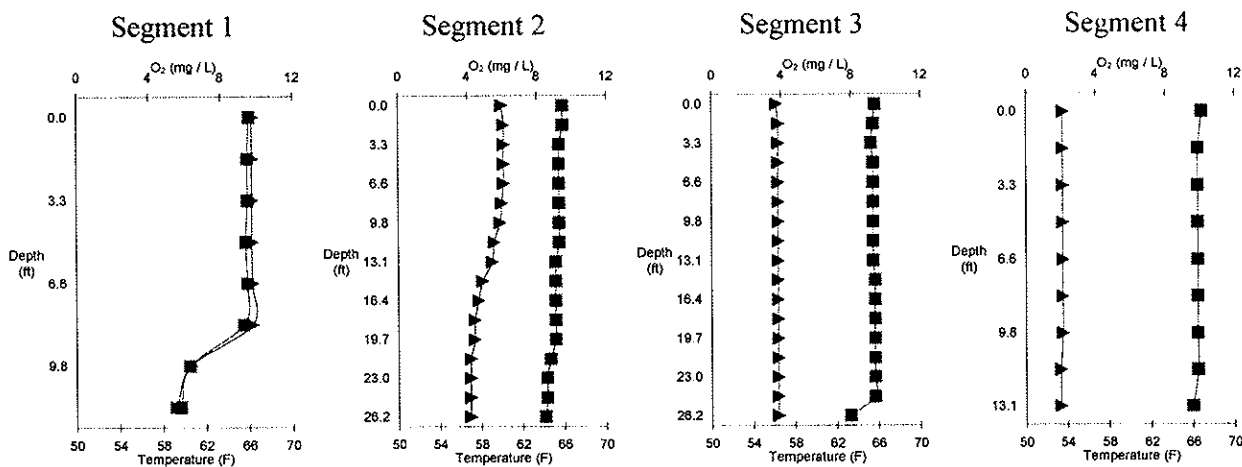 Segment 1
O₂ (mg / L)
0 4 8 12
0.0
3.3
6.6
9.8
Depth
(ft)
50 54 58 62 66 70
Temperature (F)
Segment 2
O₂ (mg / L)
0 4 8 12
0.0
3.3
6.6
9.8
13.1
16.4
19.7
23.0
26.2
Depth
(ft)
50 54 58 62 66 70
Temperature (F)
Segment 3
O₂ (mg / L)
0 4 8 12
0.0
3.3
6.6
9.8
13.1
16.4
19.7
23.0
26.2
Depth
(ft)
50 54 58 62 66 70
Temperature (F)
Segment 4
O₂ (mg / L)
0 4 8 12
0.0
3.3
6.6
9.8
13.1
Depth
(ft)
50 54 58 62 66 70
Temperature (F)